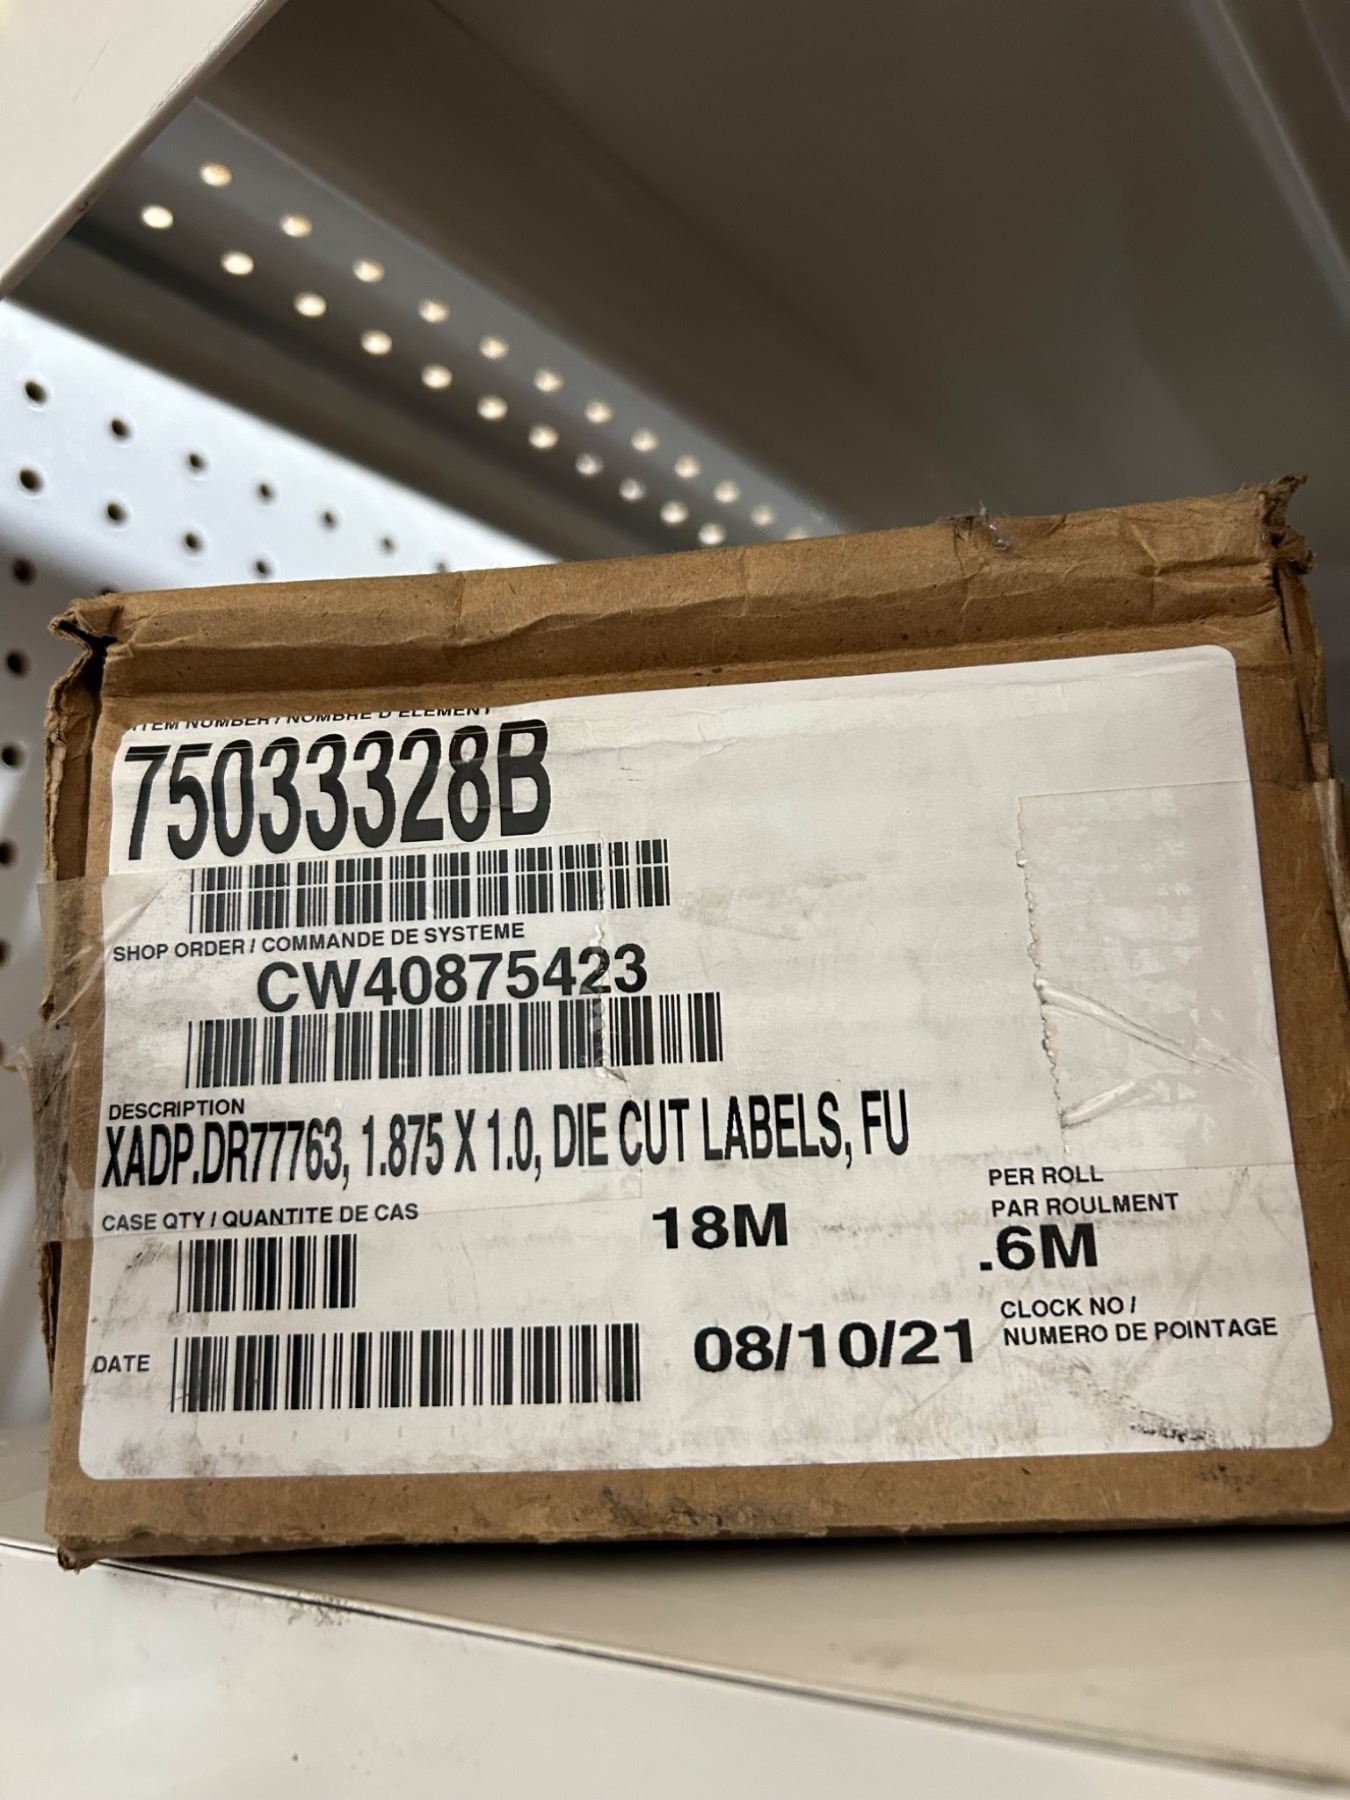 ITEM NUMBER / NOMBRE D'ELEMENT
75033328B
SHOP ORDER / COMMANDE DE SYSTEME
CW40875423
DESCRIPTION
XADP.DR77763, 1.875 X 1.0, DIE CUT LABELS, FU
CASE QTY / QUANTITE DE CAS
18M
PER ROLL
PAR ROULMENT
.6M
DATE
08/10/21
CLOCK NO /
NUMERO DE POINTAGE